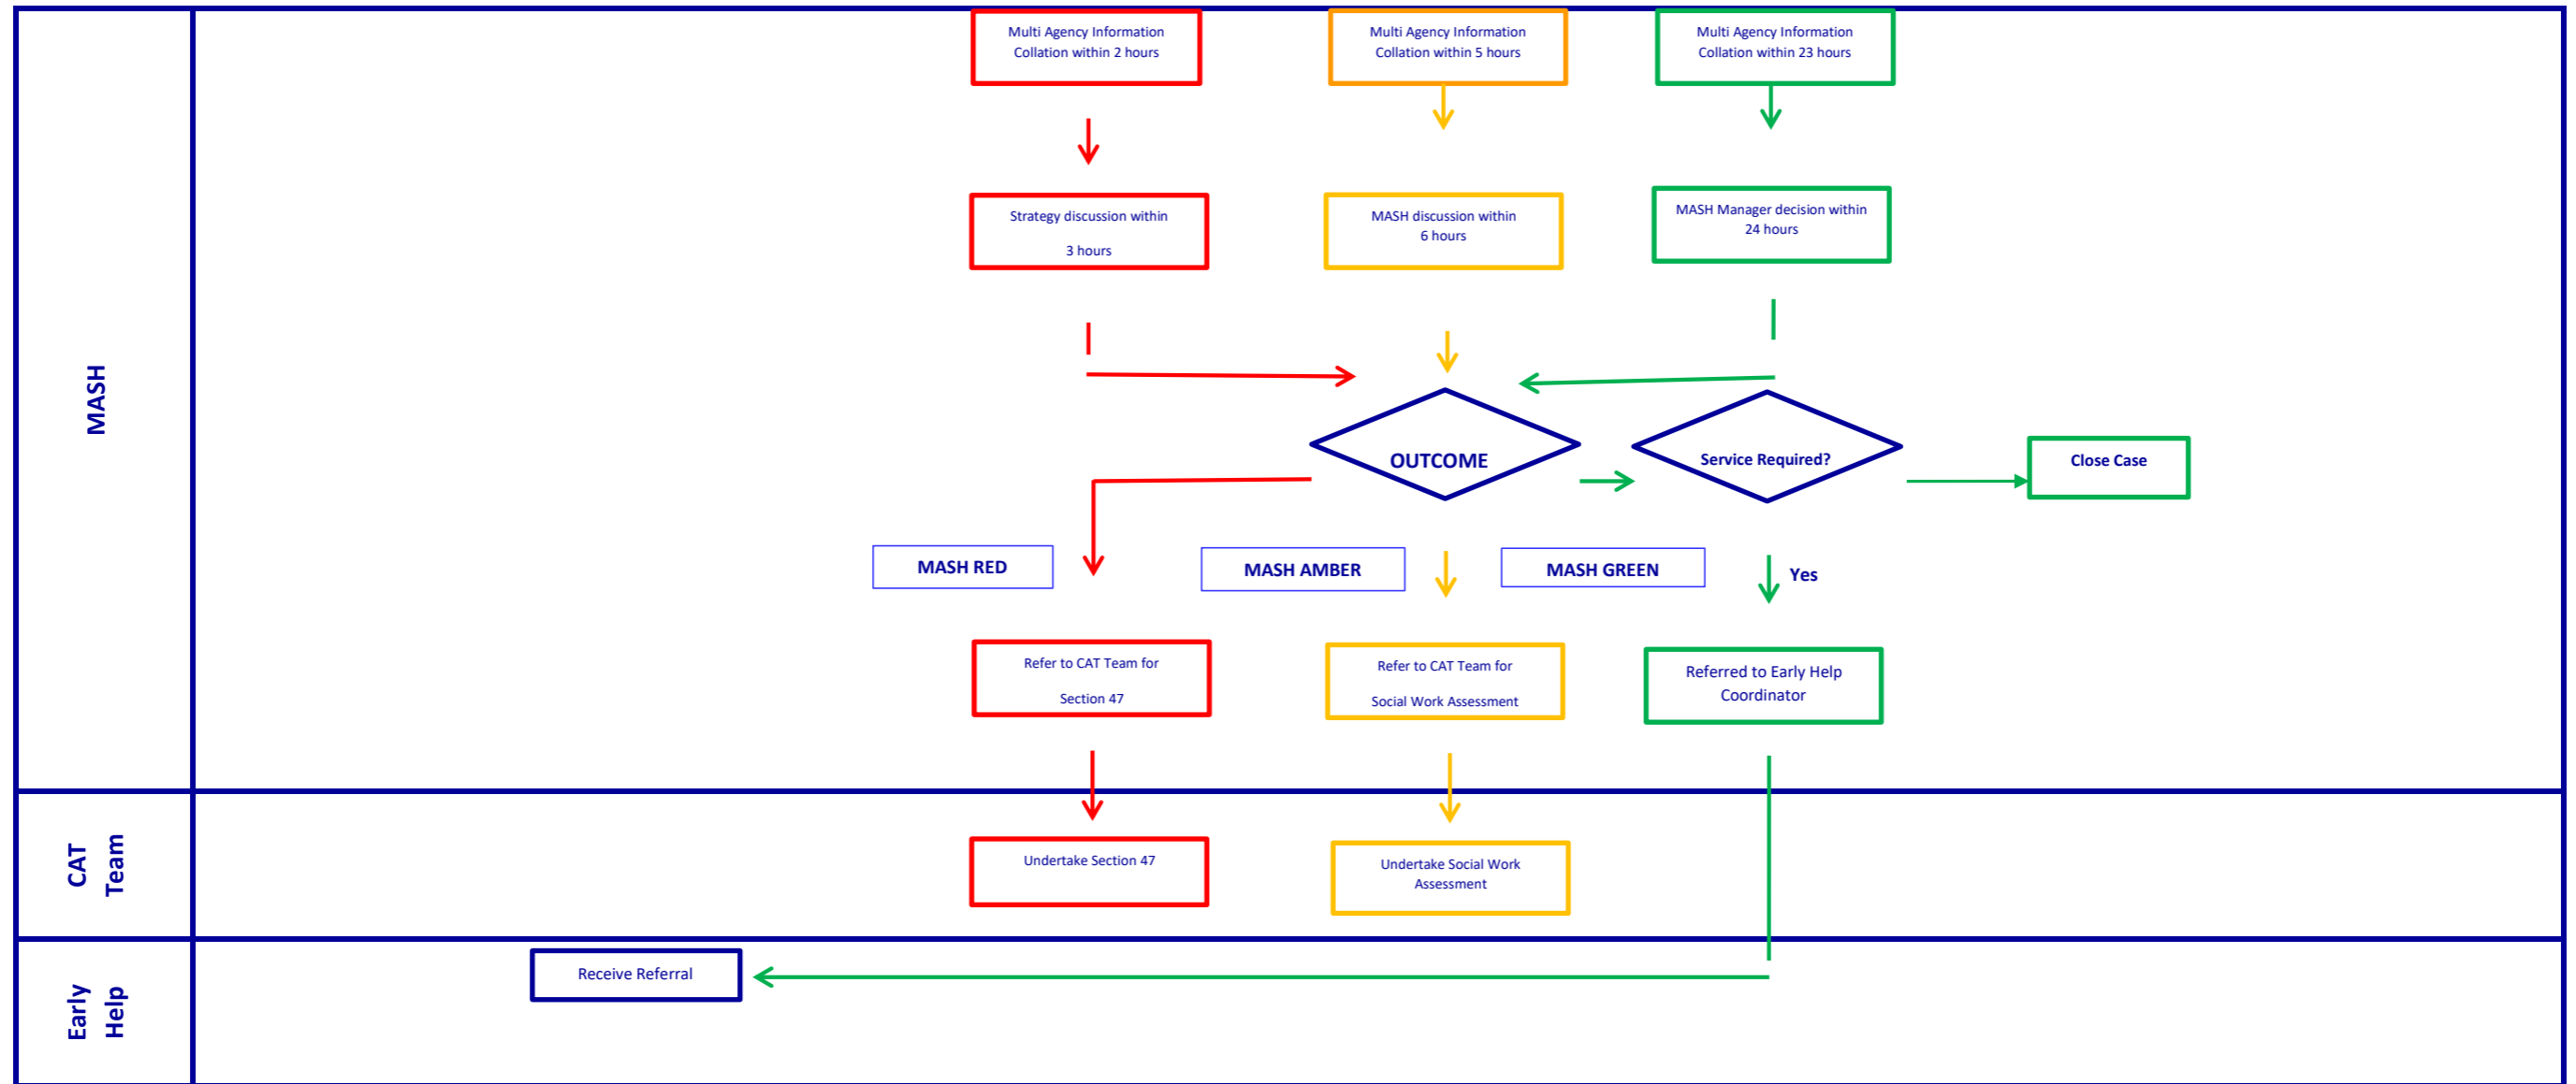 Multi Agency Information
Collation within 2 hours
Multi Agency Information
Collation within 5 hours
Multi Agency Information
Collation within 23 hours
Strategy discussion within
3 hours
MASH discussion within
6 hours
MASH Manager decision within
24 hours
MASH
OUTCOME
Service Required?
Close Case
MASH RED
MASH AMBER
MASH GREEN
Yes
Refer to CAT Team for
Section 47
Refer to CAT Team for
Social Work Assessment
Referred to Early Help
Coordinator
CAT
Team
Undertake Section 47
Undertake Social Work
Assessment
Early
Help
Receive Referral